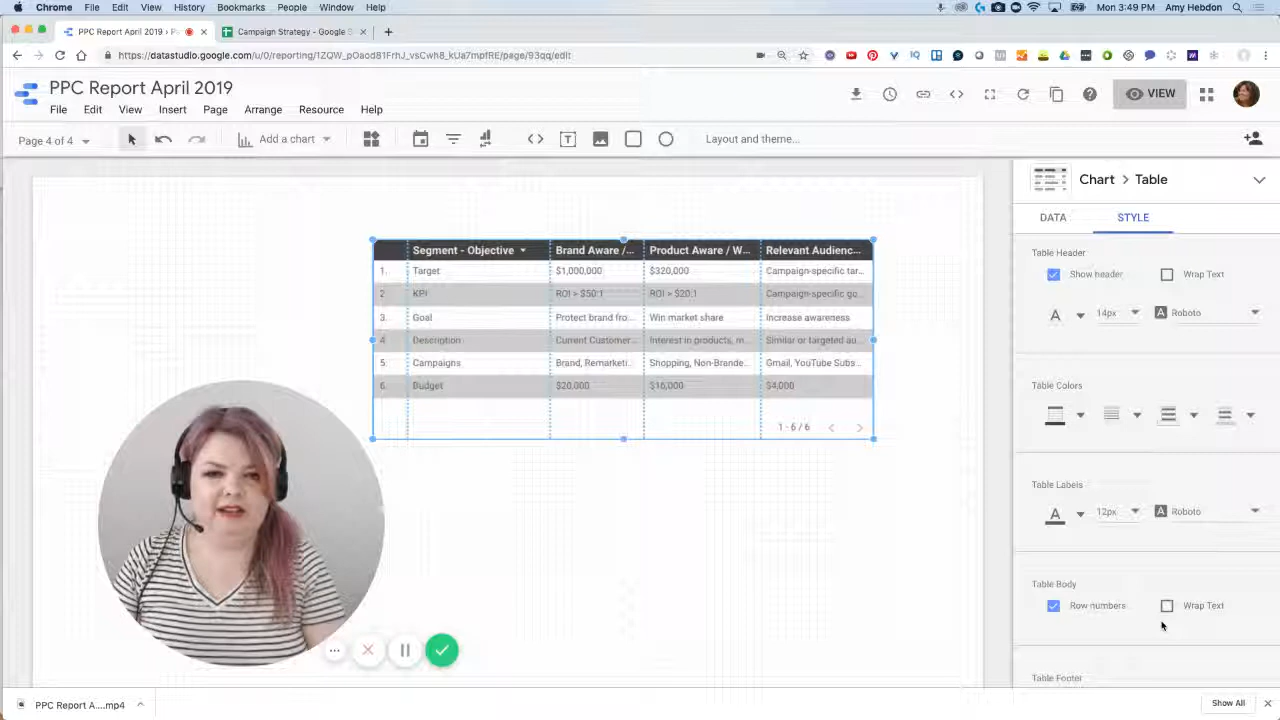 Chrome File Edit View History Bookmarks People Window Help Mon 3:49 PM Amy Hebdon
PPC Report April 2019 › P Campaign Strategy - Google S
https://datastudio.google.com/u/0/reporting/1ZQW_pOaod81FrhJ_vsCwh8_kUa7mpfRE/page/93qq/edit
PPC Report April 2019
File Edit View Insert Page Arrange Resource Help
VIEW
Page 4 of 4 Add a chart Layout and theme...
Chart > Table
DATA STYLE
Table Header
Show header Wrap Text
A 14px A Roboto
Table Colors
Table Labels
A 12px A Roboto
Table Body
Row numbers Wrap Text
Table Footer
Segment - Objective Brand Aware /... Product Aware / W... Relevant Audienc...
1. Target $1,000,000 $320,000 Campaign-specific tar...
2. KPI ROI > $50:1 ROI > $20:1 Campaign-specific go...
3. Goal Protect brand fro... Win market share Increase awareness
4. Description Current Customer... Interest in products, m... Similar or targeted au...
5. Campaigns Brand, Remarketi... Shopping, Non-Brande... Gmail, YouTube Subs...
6. Budget $20,000 $16,000 $4,000
1-6/6 < >
PPC Report A....mp4 Show All